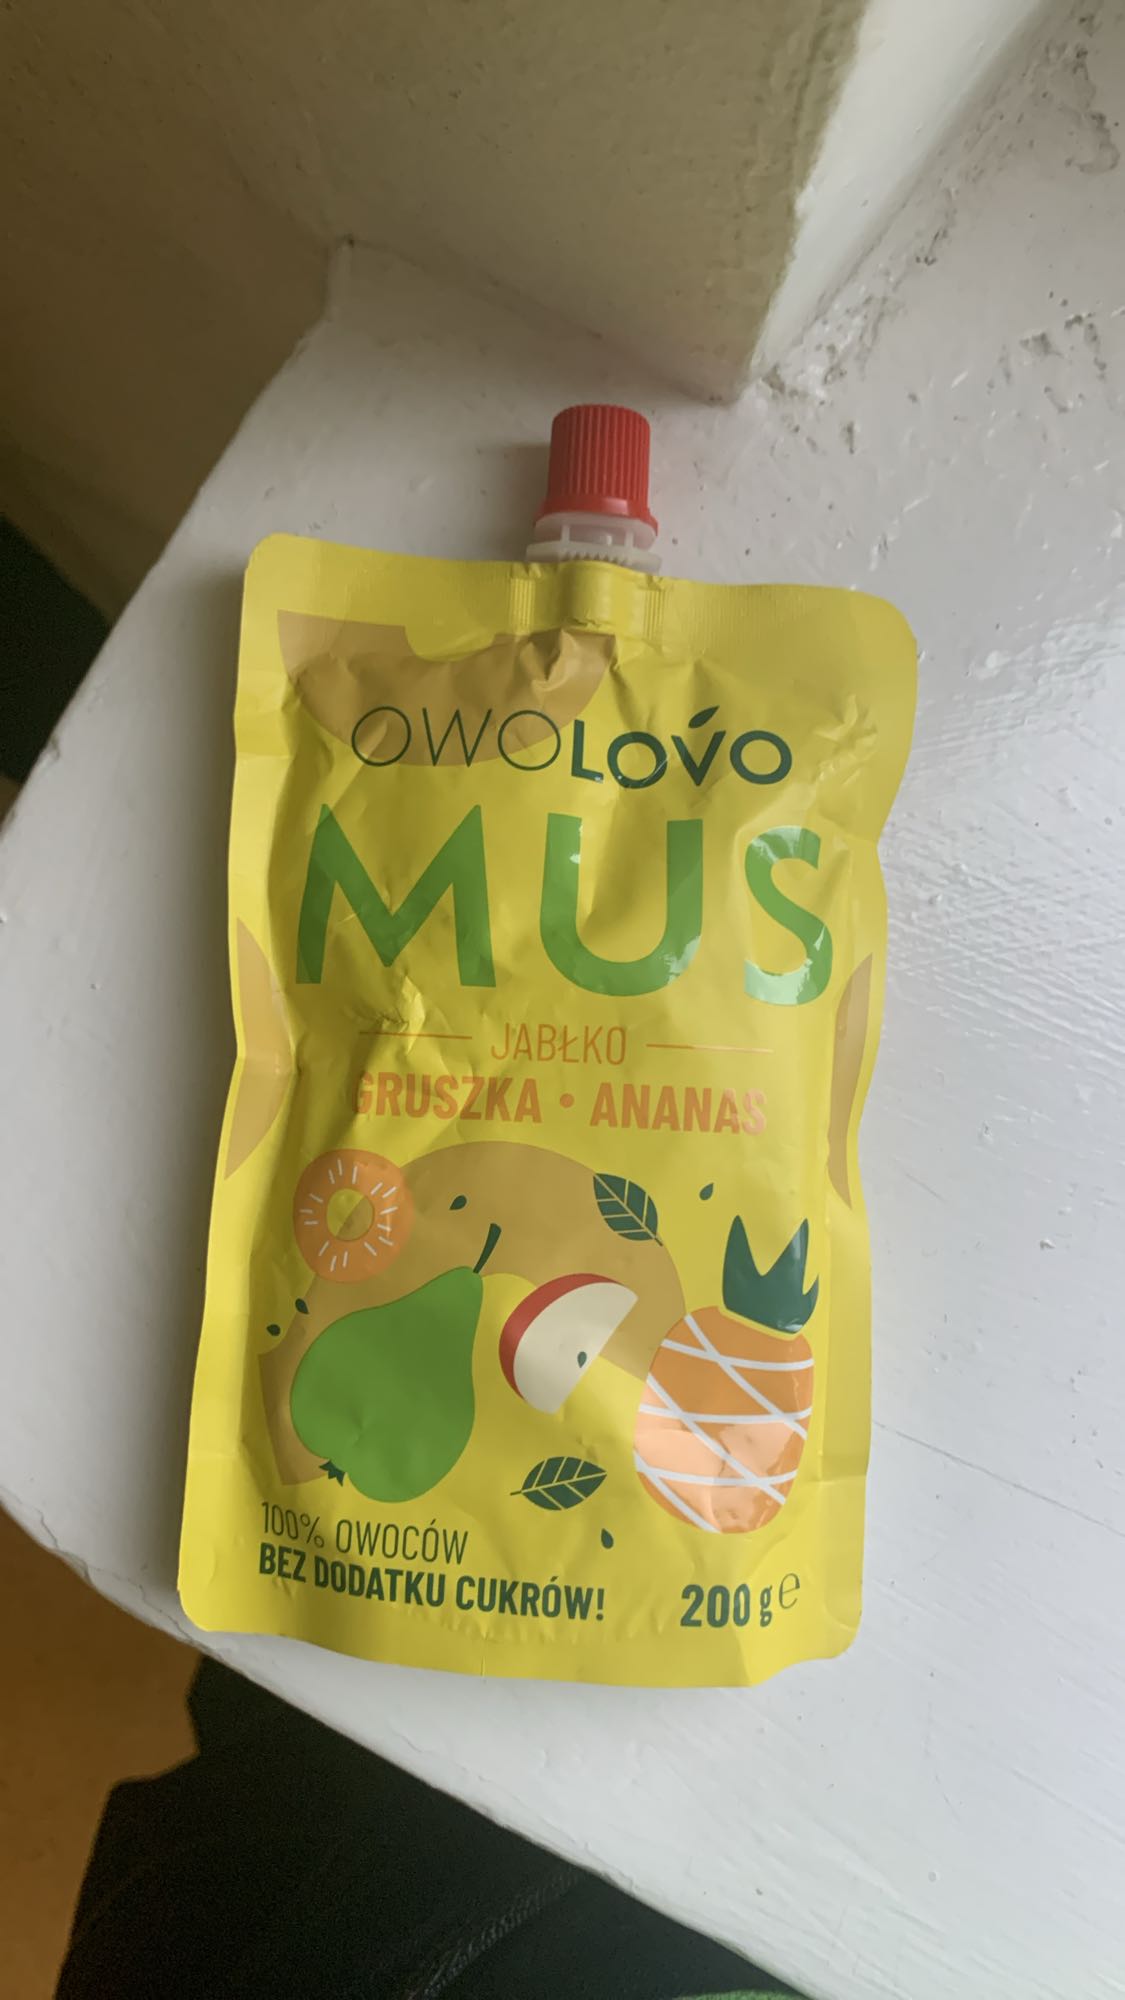 OWOLOVO
MUS
JABŁKO
GRUSZKA • ANANAS
100% OWOCÓW
BEZ DODATKU CUKRÓW!
200 g e